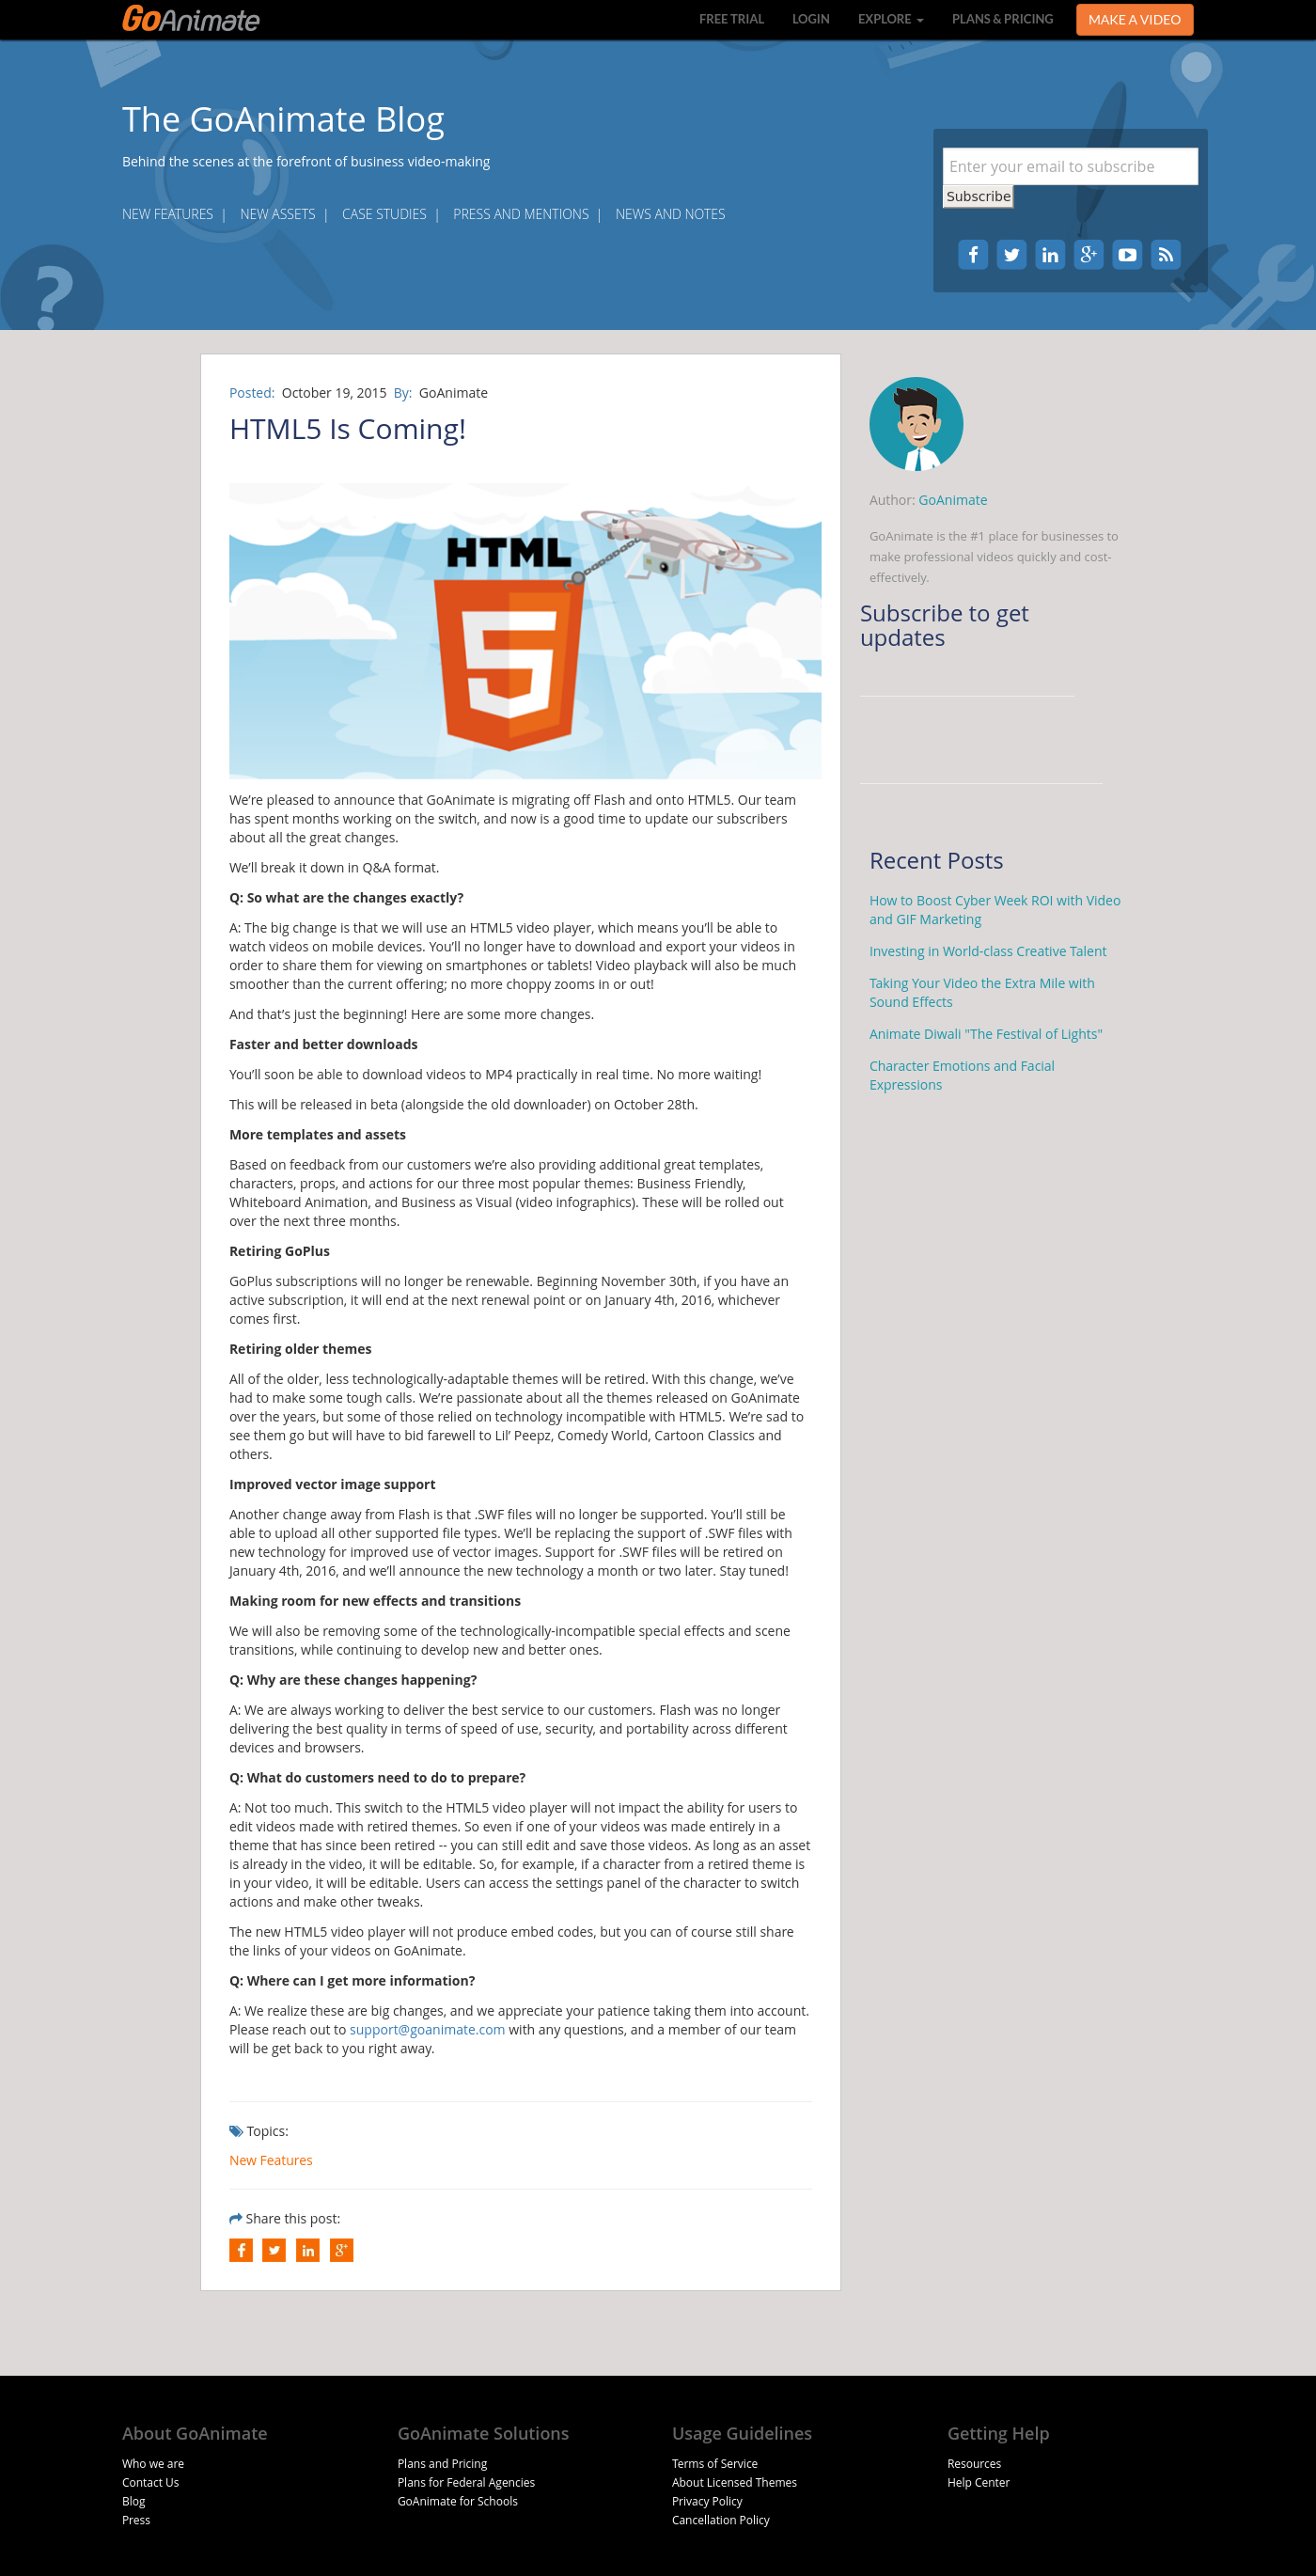 GoAnimate
FREE TRIAL LOGIN EXPLORE PLANS & PRICING MAKE A VIDEO
The GoAnimate Blog
Behind the scenes at the forefront of business video-making
NEW FEATURES | NEW ASSETS | CASE STUDIES | PRESS AND MENTIONS | NEWS AND NOTES
Enter your email to subscribe
Subscribe
?
Posted: October 19, 2015 By: GoAnimate
HTML5 Is Coming!
HTML
5
We’re pleased to announce that GoAnimate is migrating off Flash and onto HTML5. Our team
has spent months working on the switch, and now is a good time to update our subscribers
about all the great changes.
We’ll break it down in Q&A format.
Q: So what are the changes exactly?
A: The big change is that we will use an HTML5 video player, which means you’ll be able to
watch videos on mobile devices. You’ll no longer have to download and export your videos in
order to share them for viewing on smartphones or tablets! Video playback will also be much
smoother than the current offering; no more choppy zooms in or out!
And that’s just the beginning! Here are some more changes.
Faster and better downloads
You’ll soon be able to download videos to MP4 practically in real time. No more waiting!
This will be released in beta (alongside the old downloader) on October 28th.
More templates and assets
Based on feedback from our customers we’re also providing additional great templates,
characters, props, and actions for our three most popular themes: Business Friendly,
Whiteboard Animation, and Business as Visual (video infographics). These will be rolled out
over the next three months.
Retiring GoPlus
GoPlus subscriptions will no longer be renewable. Beginning November 30th, if you have an
active subscription, it will end at the next renewal point or on January 4th, 2016, whichever
comes first.
Retiring older themes
All of the older, less technologically-adaptable themes will be retired. With this change, we’ve
had to make some tough calls. We’re passionate about all the themes released on GoAnimate
over the years, but some of those relied on technology incompatible with HTML5. We’re sad to
see them go but will have to bid farewell to Lil’ Peepz, Comedy World, Cartoon Classics and
others.
Improved vector image support
Another change away from Flash is that .SWF files will no longer be supported. You’ll still be
able to upload all other supported file types. We’ll be replacing the support of .SWF files with
new technology for improved use of vector images. Support for .SWF files will be retired on
January 4th, 2016, and we’ll announce the new technology a month or two later. Stay tuned!
Making room for new effects and transitions
We will also be removing some of the technologically-incompatible special effects and scene
transitions, while continuing to develop new and better ones.
Q: Why are these changes happening?
A: We are always working to deliver the best service to our customers. Flash was no longer
delivering the best quality in terms of speed of use, security, and portability across different
devices and browsers.
Q: What do customers need to do to prepare?
A: Not too much. This switch to the HTML5 video player will not impact the ability for users to
edit videos made with retired themes. So even if one of your videos was made entirely in a
theme that has since been retired -- you can still edit and save those videos. As long as an asset
is already in the video, it will be editable. So, for example, if a character from a retired theme is
in your video, it will be editable. Users can access the settings panel of the character to switch
actions and make other tweaks.
The new HTML5 video player will not produce embed codes, but you can of course still share
the links of your videos on GoAnimate.
Q: Where can I get more information?
A: We realize these are big changes, and we appreciate your patience taking them into account.
Please reach out to support@goanimate.com with any questions, and a member of our team
will be get back to you right away.
Topics:
New Features
Share this post:
Author: GoAnimate
GoAnimate is the #1 place for businesses to
make professional videos quickly and cost-
effectively.
Subscribe to get
updates
Recent Posts
How to Boost Cyber Week ROI with Video
and GIF Marketing
Investing in World-class Creative Talent
Taking Your Video the Extra Mile with
Sound Effects
Animate Diwali "The Festival of Lights"
Character Emotions and Facial
Expressions
About GoAnimate
Who we are
Contact Us
Blog
Press
GoAnimate Solutions
Plans and Pricing
Plans for Federal Agencies
GoAnimate for Schools
Usage Guidelines
Terms of Service
About Licensed Themes
Privacy Policy
Cancellation Policy
Getting Help
Resources
Help Center